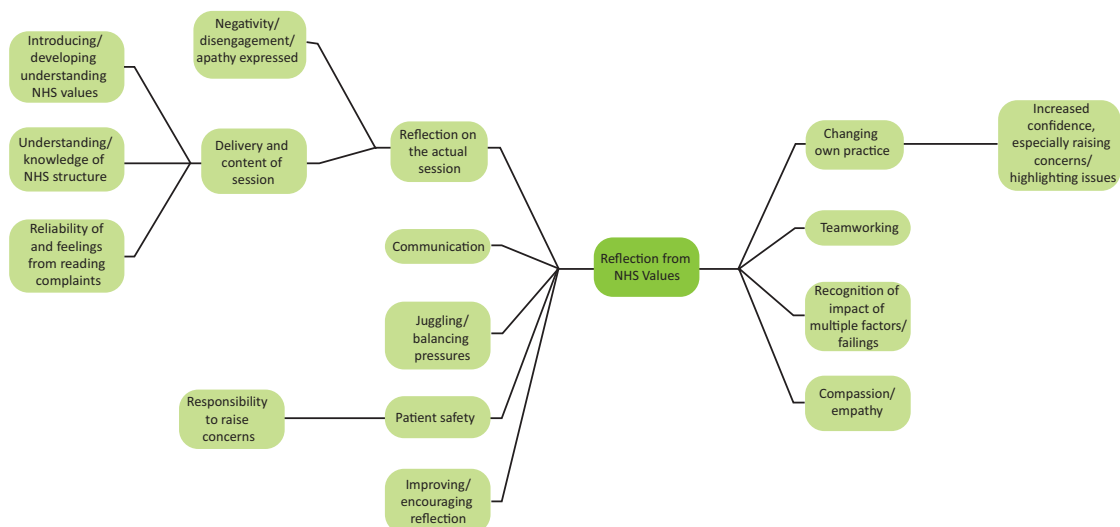 Introducing/
developing
understanding
NHS values
Understanding/
knowledge of
NHS structure
Reliability of
and feelings
from reading
complaints
Negativity/
disengagement/
apathy expressed
Delivery and
content of
session
Responsibility
to raise
concerns
Reflection on
the actual
session
Communication
Juggling/
balancing
pressures
Patient safety
Improving/
encouraging
reflection
Reflection from
NHS Values
Changing
own practice
Teamworking
Recognition of
impact of
multiple factors/
failings
Compassion/
empathy
Increased
confidence,
especially raising
concerns/
highlighting issues